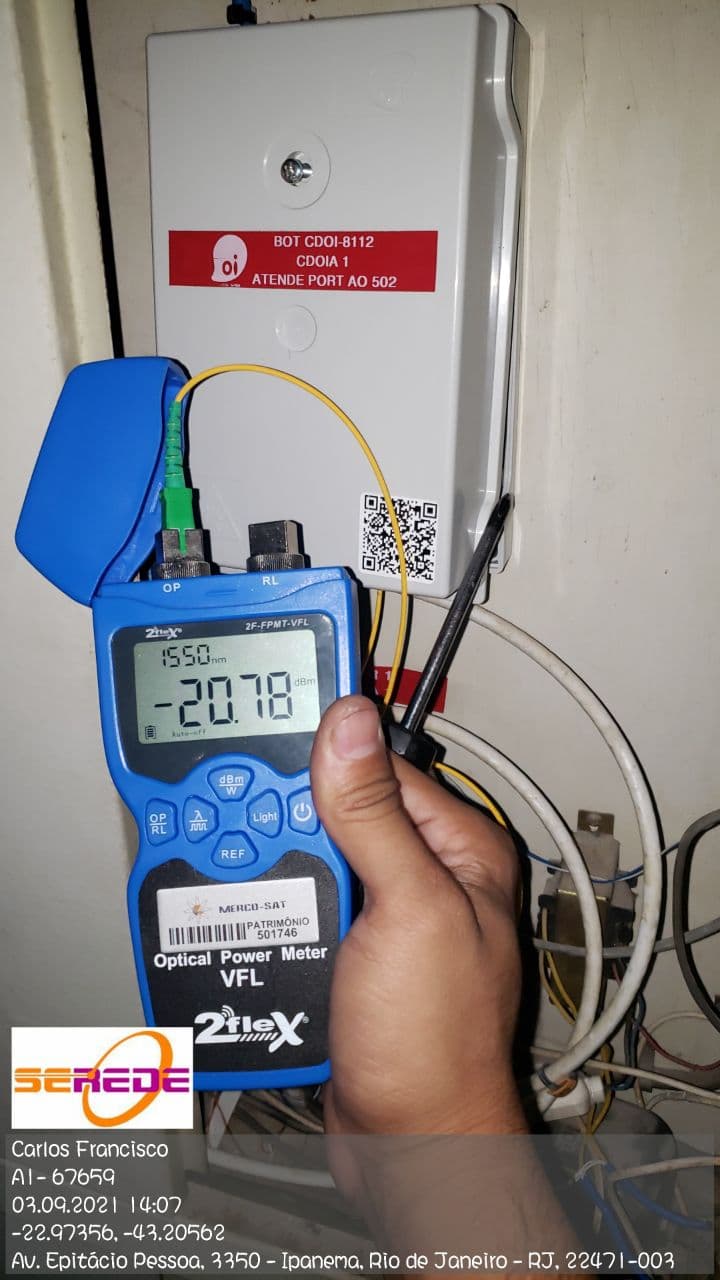 oi
BOT CDOI-8112
CDOIA 1
ATENDE PORT AO 502
OP
RL
2fleX
2F-FPMT-VFL
1550nm
-20.78 dBm
Auto-off
dBm
W
OP
RL
λ
Light
REF
MERCO-SAT
PATRIMÔNIO
501746
Optical Power Meter
VFL
2fleX
SEREDE
Carlos Francisco
A1- 67659
03.09.2021 14:07
-22.97356, -43.20562
Av. Epitácio Pessoa, 3350 - Ipanema, Rio de Janeiro - RJ, 22471-003